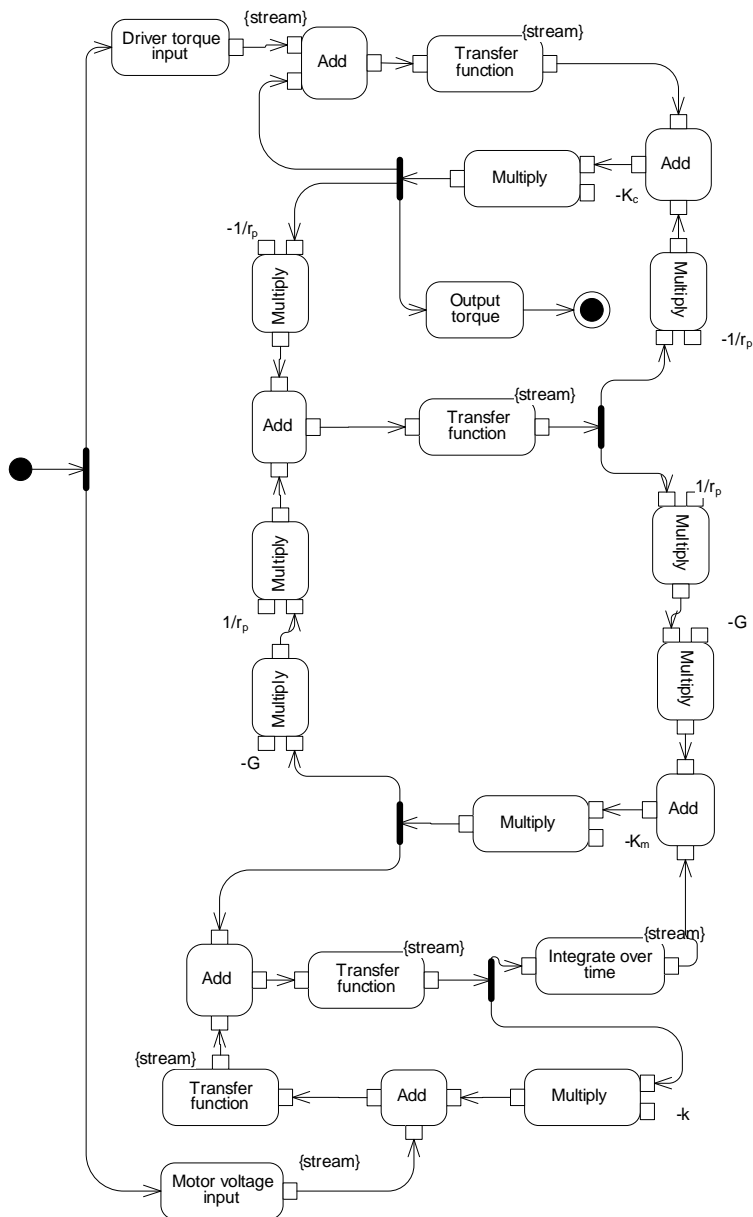 {stream}
Driver torque
input
Add
Transfer
function
{stream}
Add
Multiply
-Kc
-1/rp
Multiply
Output
torque
Multiply
-1/rp
Add
Transfer
function
{stream}
1/rp
Multiply
Multiply
1/rp
-G
Multiply
Multiply
-G
Add
Multiply
-Km
{stream}
{stream}
Add
Transfer
function
Integrate over
time
{stream}
Transfer
function
Add
Multiply
-k
Motor voltage
input
{stream}